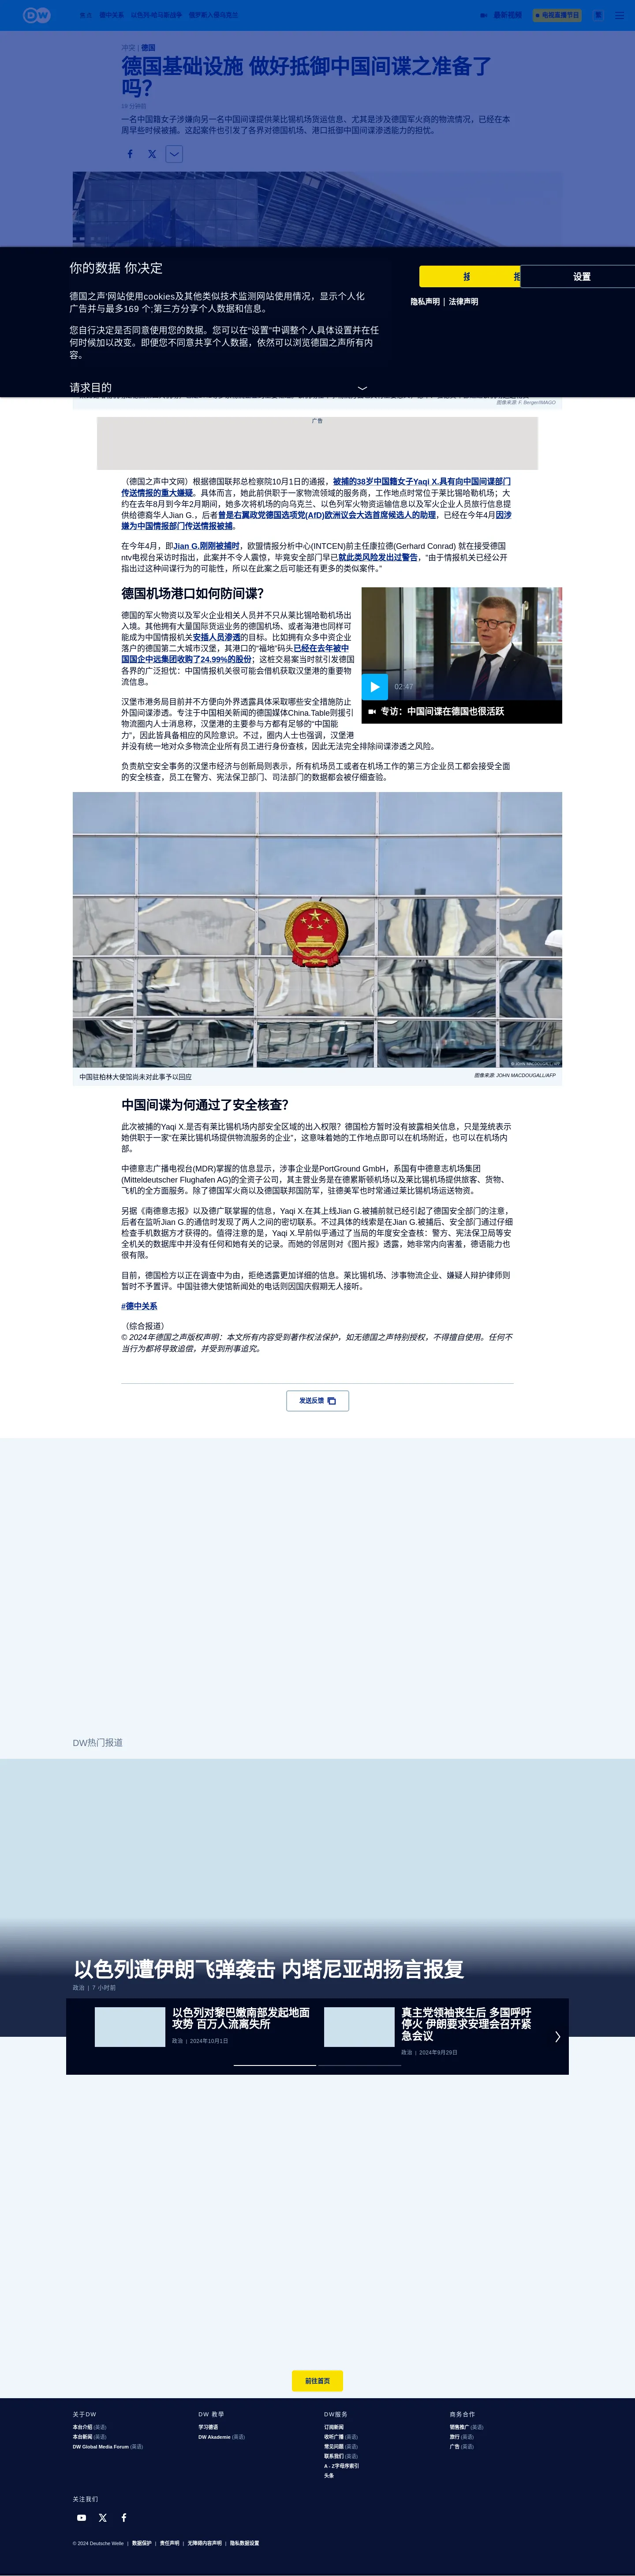 DW
焦点 德中关系 以色列-哈马斯战争 俄罗斯入侵乌克兰
最新视频
电视直播节目
繁
冲突 | 德国
德国基础设施 做好抵御中国间谍之准备了
吗?
一名中国籍女子涉嫌向另一名中国间谍提供莱比锡机场货运信息、尤其是涉及德国军火商的物流情况，已经在本
周早些时候被捕。这起案件也引发了各界对德国机场、港口抵御中国间谍渗透能力的担忧。
你的数据 你决定
设置
隐私声明 | 法律声明
德国之声'网站使用cookies及其他类似技术监测网站使用情况，显示个人化
广告并与最多169 个;第三方分享个人数据和信息。
您自行决定是否同意使用您的数据。您可以在"设置"中调整个人具体设置并在任
何时候加以改变。即便您不同意共享个人数据，依然可以浏览德国之声所有内
容。
请求目的
图像来源: F. Berger/IMAGO
广告
（德国之声中文网）根据德国联邦总检察院10月1日的通报，被捕的38岁中国籍女子Yaqi X.具有向中国间谍部门
传送情报的重大嫌疑。具体而言，她此前供职于一家物流领域的服务商，工作地点时常位于莱比锡哈勒机场；大
约在去年8月到今年2月期间，她多次将机场的向乌克兰、以色列军火物资运输信息以及军火企业人员旅行信息提
供给德裔华人Jian G.，后者曾是右翼政党德国选项党(AfD)欧洲议会大选首席候选人的助理，已经在今年4月因涉
嫌为中国情报部门传送情报被捕。
在今年4月，即Jian G.刚刚被捕时，欧盟情报分析中心(INTCEN)前主任康拉德(Gerhard Conrad) 就在接受德国
ntv电视台采访时指出，此案并不令人震惊，毕竟安全部门早已就此类风险发出过警告，“由于情报机关已经公开
指出过这种间谍行为的可能性，所以在此案之后可能还有更多的类似案件。”
德国机场港口如何防间谍?
德国的军火物资以及军火企业相关人员并不只从莱比锡哈勒机场出
入境。其他拥有大量国际货运业务的德国机场、或者海港也同样可
能成为中国情报机关安插人员渗透的目标。比如拥有众多中资企业
落户的德国第二大城市汉堡，其港口的“福地”码头已经在去年被中
国国企中远集团收购了24.99%的股份；这桩交易案当时就引发德国
各界的广泛担忧：中国情报机关很可能会借机获取汉堡港的重要物
流信息。
02:47
专访：中国间谍在德国也很活跃
汉堡市港务局目前并不方便向外界透露具体采取哪些安全措施防止
外国间谍渗透。专注于中国相关新闻的德国媒体China.Table则援引
物流圈内人士消息称，汉堡港的主要参与方都有足够的“中国能
力”，因此皆具备相应的风险意识。不过，圈内人士也强调，汉堡港
并没有统一地对众多物流企业所有员工进行身份查核，因此无法完全排除间谍渗透之风险。
负责航空安全事务的汉堡市经济与创新局则表示，所有机场员工或者在机场工作的第三方企业员工都会接受全面
的安全核查，员工在警方、宪法保卫部门、司法部门的数据都会被仔细查验。
中国驻柏林大使馆尚未对此事予以回应
图像来源: JOHN MACDOUGALL/AFP
中国间谍为何通过了安全核查?
此次被捕的Yaqi X.是否有莱比锡机场内部安全区域的出入权限？德国检方暂时没有披露相关信息，只是笼统表示
她供职于一家“在莱比锡机场提供物流服务的企业”，这意味着她的工作地点即可以在机场附近，也可以在机场内
部。
中德意志广播电视台(MDR)掌握的信息显示，涉事企业是PortGround GmbH，系国有中德意志机场集团
(Mitteldeutscher Flughafen AG)的全资子公司，其主营业务是在德累斯顿机场以及莱比锡机场提供旅客、货物、
飞机的全方面服务。除了德国军火商以及德国联邦国防军，驻德美军也时常通过莱比锡机场运送物资。
另据《南德意志报》以及德广联掌握的信息，Yaqi X.在其上线Jian G.被捕前就已经引起了德国安全部门的注意，
后者在监听Jian G.的通信时发现了两人之间的密切联系。不过具体的线索是在Jian G.被捕后、安全部门通过仔细
检查手机数据方才获得的。值得注意的是，Yaqi X.早前似乎通过了当局的年度安全查核：警方、宪法保卫局等安
全机关的数据库中并没有任何和她有关的记录。而她的邻居则对《图片报》透露，她非常内向害羞，德语能力也
很有限。
目前，德国检方以正在调查中为由，拒绝透露更加详细的信息。莱比锡机场、涉事物流企业、嫌疑人辩护律师则
暂时不予置评。中国驻德大使馆新闻处的电话则因国庆假期无人接听。
#德中关系
（综合报道）
© 2024年德国之声版权声明：本文所有内容受到著作权法保护，如无德国之声特别授权，不得擅自使用。任何不
当行为都将导致追偿，并受到刑事追究。
发送反馈
DW热门报道
以色列遭伊朗飞弹袭击 内塔尼亚胡扬言报复
政治 | 7 小时前
以色列对黎巴嫩南部发起地面
攻势 百万人流离失所
政治 | 2024年10月1日
真主党领袖丧生后 多国呼吁
停火 伊朗要求安理会召开紧
急会议
政治 | 2024年9月29日
前往首页
关于DW
本台介绍 (英语)
本台新闻 (英语)
DW Global Media Forum (英语)
DW 教学
学习德语
DW Akademie (英语)
DW服务
订阅新闻
收听广播 (英语)
常见问题 (英语)
联系我们 (英语)
A - Z字母序索引
头条
商务合作
销售推广 (英语)
旅行 (英语)
广告 (英语)
关注我们
© 2024 Deutsche Welle | 数据保护 | 责任声明 | 无障碍内容声明 | 隐私数据设置